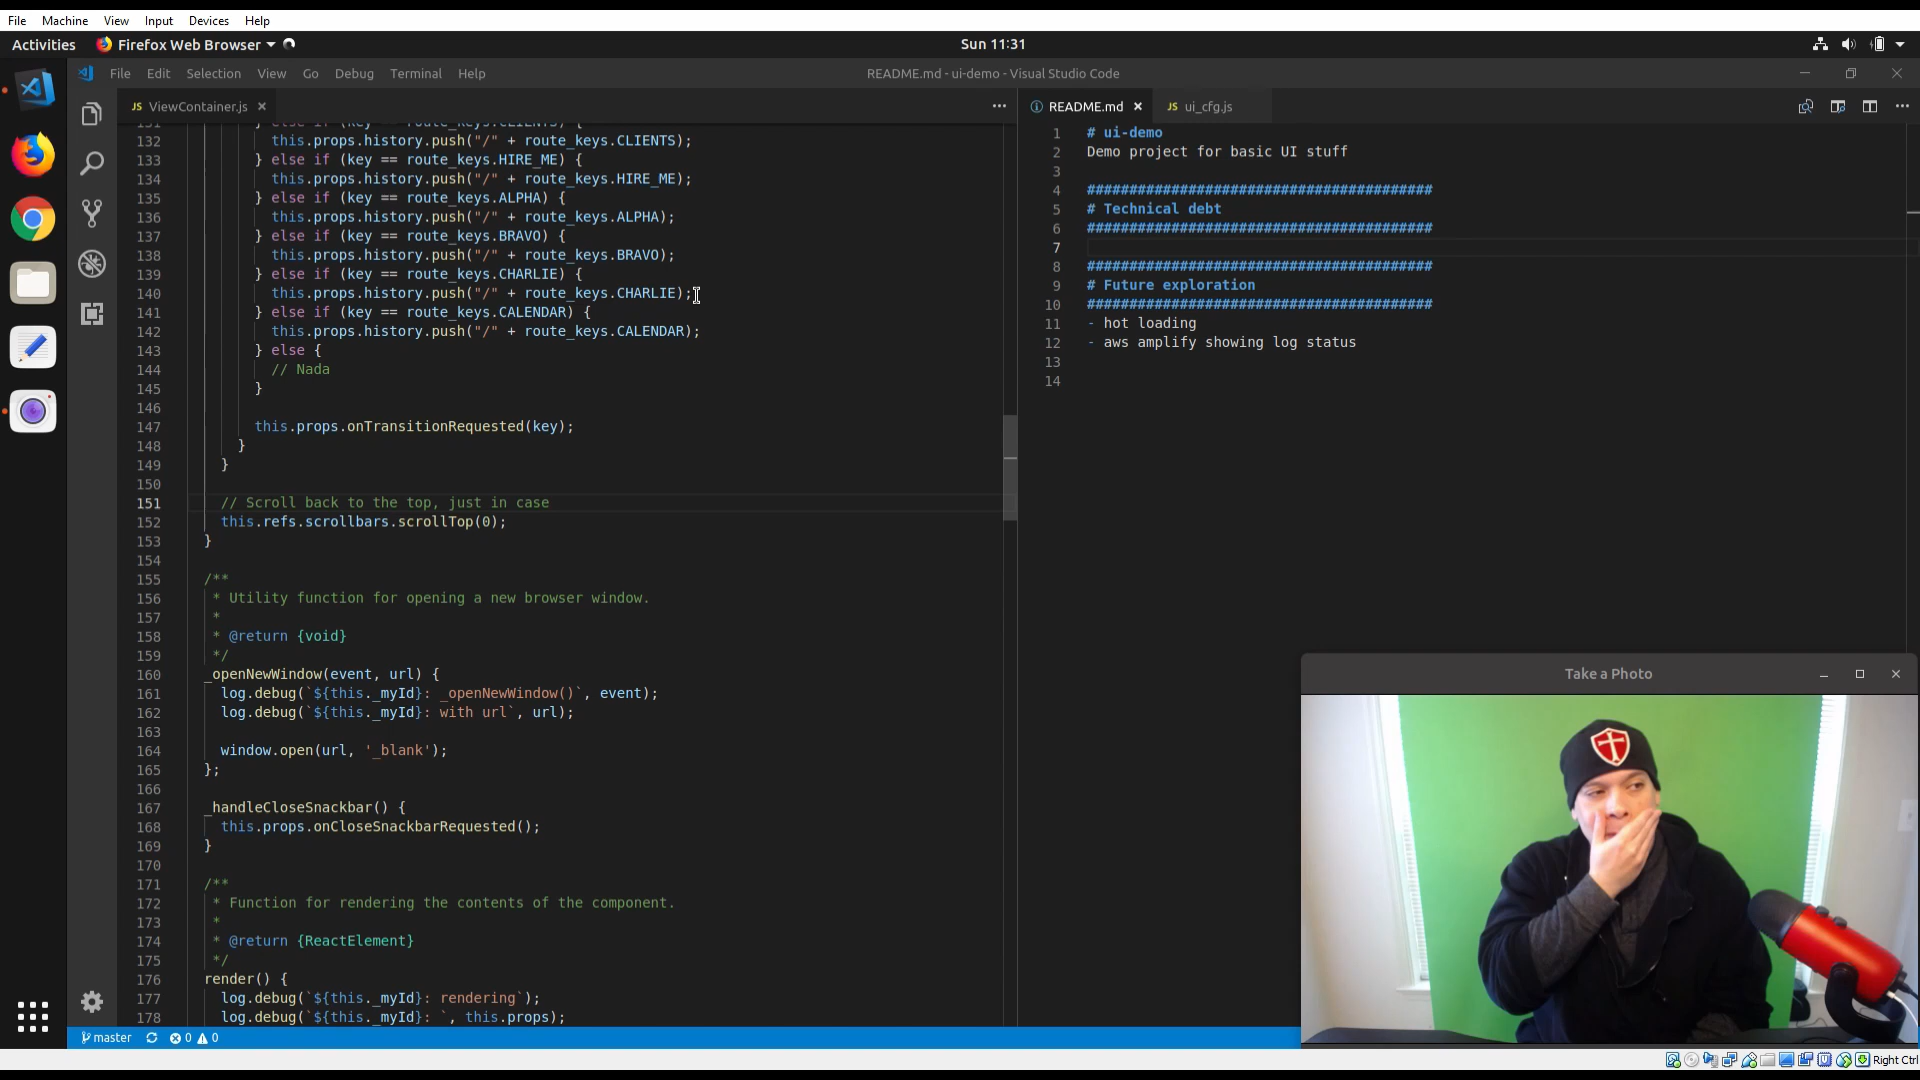 File Machine View Input Devices Help
Activities Firefox Web Browser Sun 11:31
File Edit Selection View Go Debug Terminal Help README.md - ui-demo - Visual Studio Code
JS ViewContainer.js
131 } else if (key == route_keys.CLIENTS) {
132 this.props.history.push("/" + route_keys.CLIENTS);
133 } else if (key == route_keys.HIRE_ME) {
134 this.props.history.push("/" + route_keys.HIRE_ME);
135 } else if (key == route_keys.ALPHA) {
136 this.props.history.push("/" + route_keys.ALPHA);
137 } else if (key == route_keys.BRAVO) {
138 this.props.history.push("/" + route_keys.BRAVO);
139 } else if (key == route_keys.CHARLIE) {
140 this.props.history.push("/" + route_keys.CHARLIE);
141 } else if (key == route_keys.CALENDAR) {
142 this.props.history.push("/" + route_keys.CALENDAR);
143 } else {
144 // Nada
145 }
146
147 this.props.onTransitionRequested(key);
148 }
149 }
150
151 // Scroll back to the top, just in case
152 this.refs.scrollbars.scrollTop(0);
153 }
154
155 /**
156 * Utility function for opening a new browser window.
157 *
158 * @return {void}
159 */
160 _openNewWindow(event, url) {
161 log.debug(`${this._myId}: _openNewWindow()`, event);
162 log.debug(`${this._myId}: with url`, url);
163
164 window.open(url, '_blank');
165 };
166
167 _handleCloseSnackbar() {
168 this.props.onCloseSnackbarRequested();
169 }
170
171 /**
172 * Function for rendering the contents of the component.
173 *
174 * @return {ReactElement}
175 */
176 render() {
177 log.debug(`${this._myId}: rendering`);
178 log.debug(`${this._myId}: `, this.props);
README.md JS ui_cfg.js
1 # ui-demo
2 Demo project for basic UI stuff
3
4 #########################################
5 # Technical debt
6 #########################################
7
8 #########################################
9 # Future exploration
10 #########################################
11 - hot loading
12 - aws amplify showing log status
13
14
Take a Photo
master 0 0
Right Ctrl